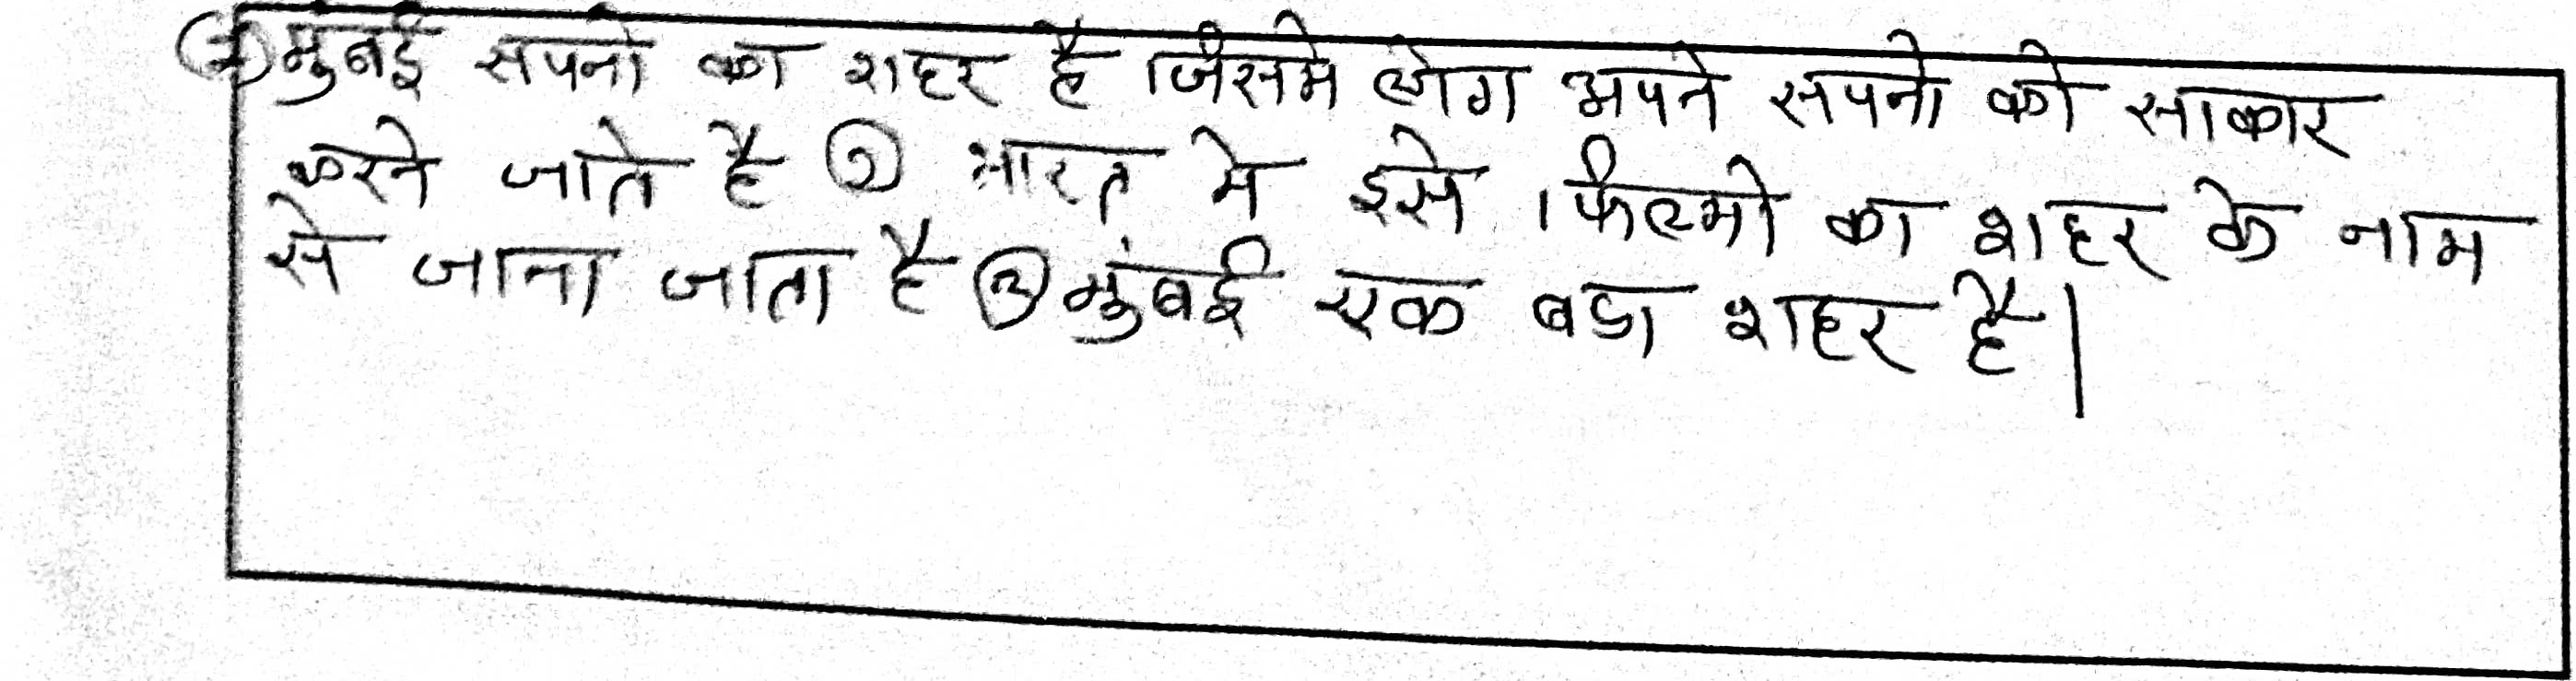 ① मुंबई सपनो का शहर है जिसमे लोग अपने सपनो को साकार
करने जाते है ② भारत मे इसे फिल्मो का शहर के नाम
से जाना जाता है ③ मुंबई एक बडा शहर है।